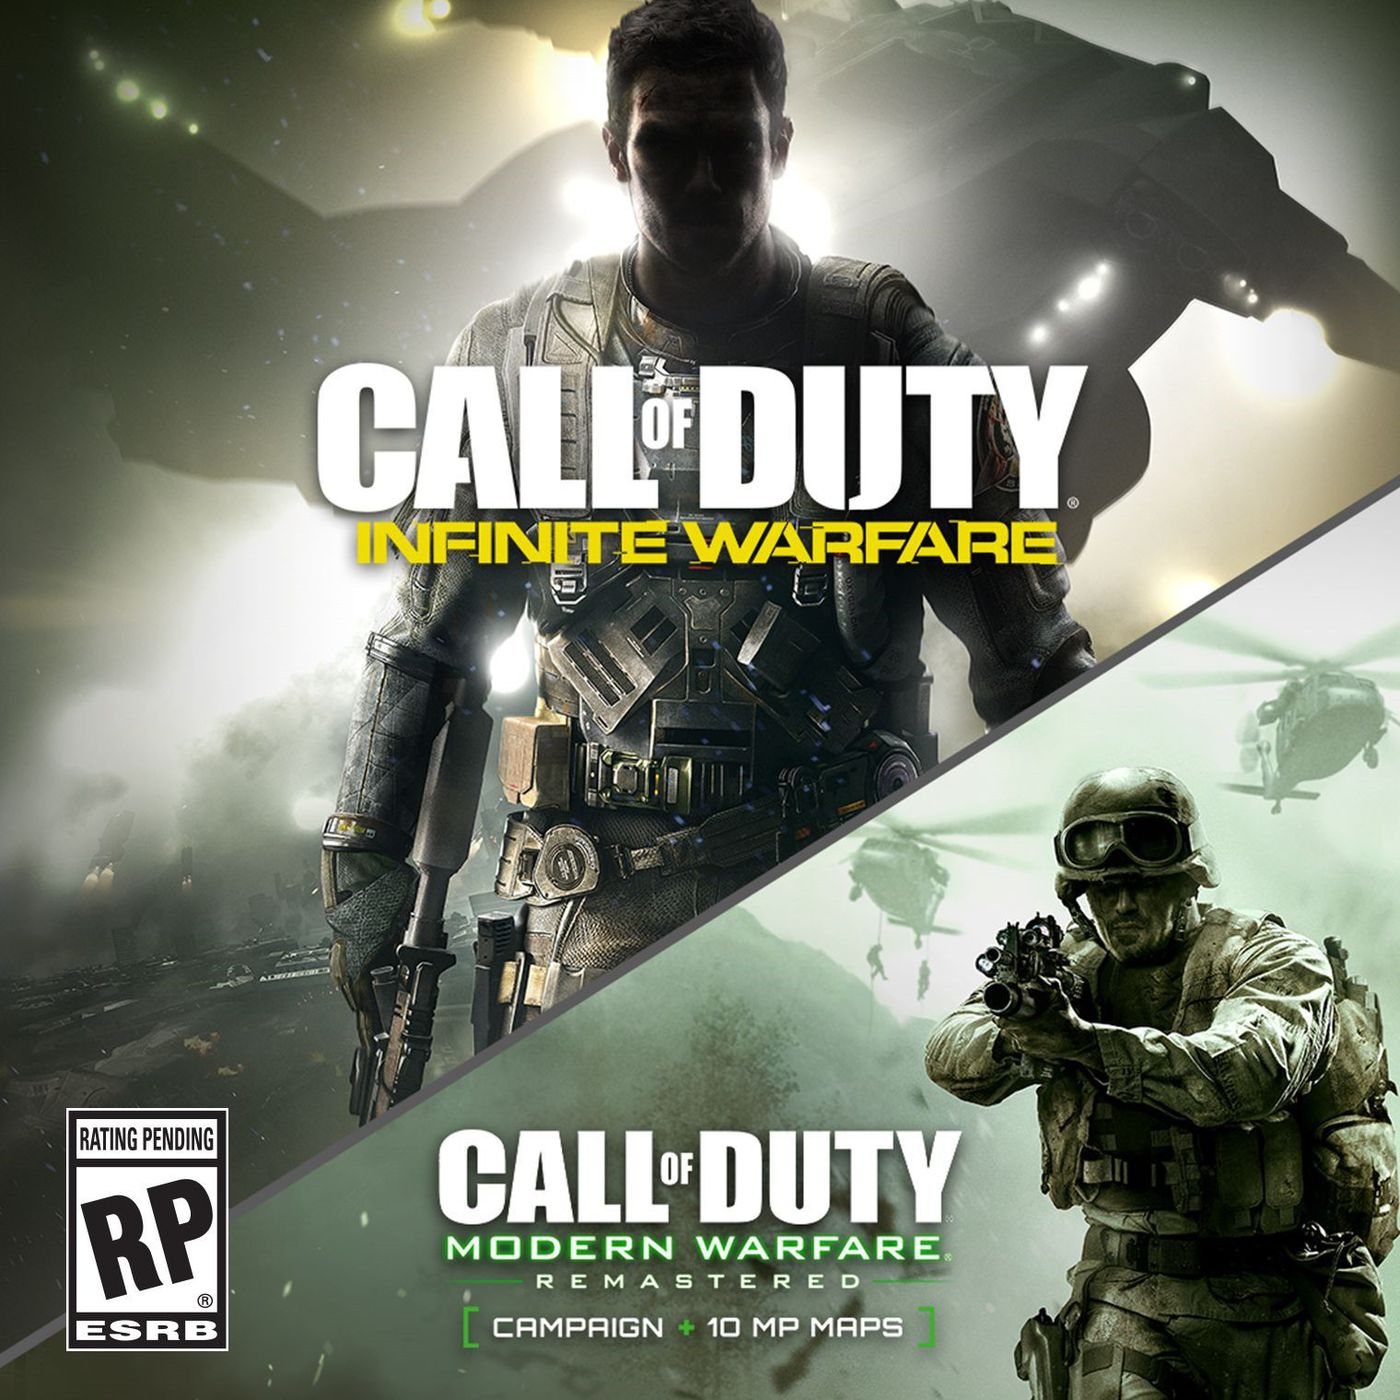 CALL OF DUTY®
INFINITE WARFARE
RATING PENDING
RP®
ESRB
CALL OF DUTY
MODERN WARFARE®
REMASTERED
[ CAMPAIGN + 10 MP MAPS ]